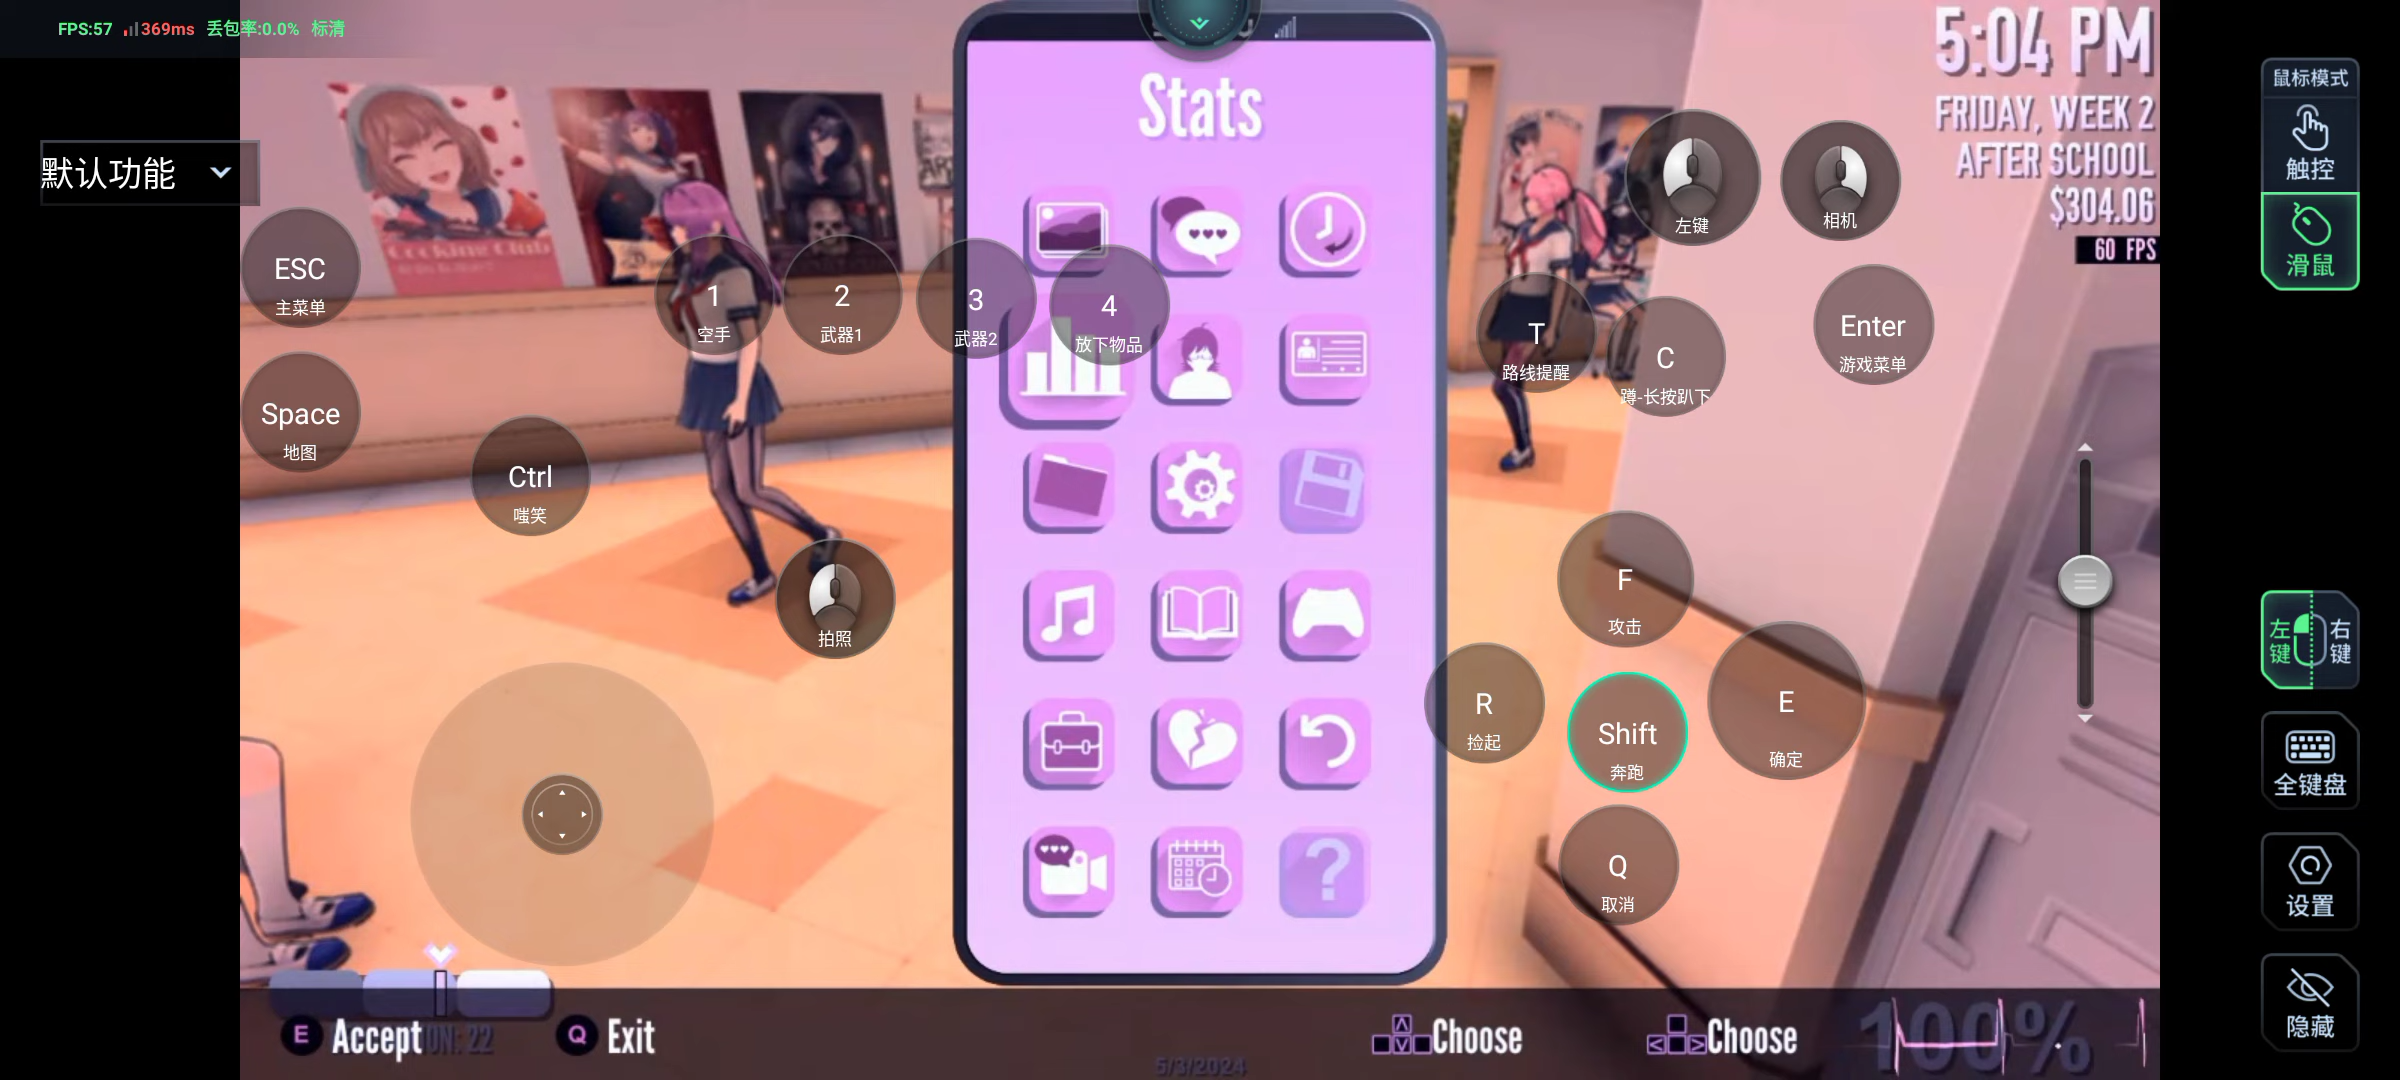 FPS:57 369ms 丢包率:0.0% 标清
5:04 PM
FRIDAY, WEEK 2
AFTER SCHOOL
$304.06
60 FPS
鼠标模式
触控
滑鼠
默认功能
Stats
左键
相机
ESC
主菜单
1
空手
2
武器1
3
武器2
4
放下物品
T
路线提醒
C
蹲-长按趴下
Enter
游戏菜单
Space
地图
Ctrl
嗤笑
拍照
F
攻击
R
捡起
Shift
奔跑
E
确定
Q
取消
左键
右键
全键盘
设置
隐藏
E Accept
ON: 22
Q Exit
Choose
Choose
100%
5/3/2024